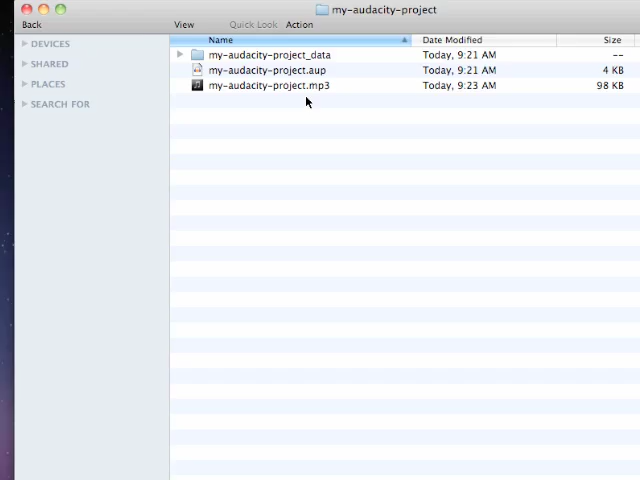 my-audacity-project
Back View Quick Look Action
DEVICES
SHARED
PLACES
SEARCH FOR
Name Date Modified Size
my-audacity-project_data Today, 9:21 AM --
my-audacity-project.aup Today, 9:21 AM 4 KB
my-audacity-project.mp3 Today, 9:23 AM 98 KB